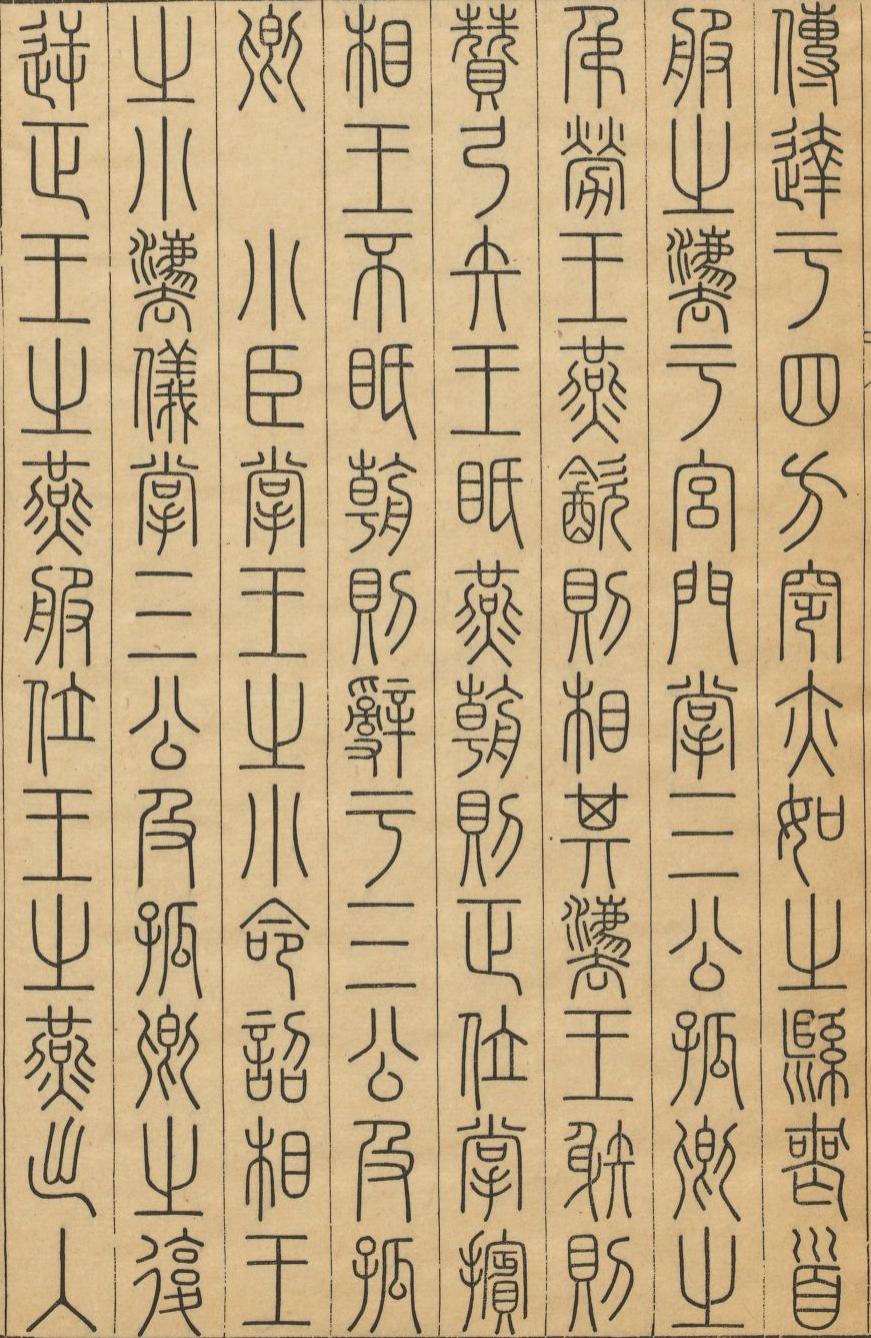 傳達于四方窆亦如之縣喪首
服之灋于宮門掌三公孤卿之
弔勞王燕飲則相其灋王射則
贊弓矢王眡燕朝則正位掌擯
相王不眡朝則辭于三公及孤
卿　小臣掌王之小命詔相王
之小灋儀掌三公及孤卿之復
逆正王之燕服位王之燕出入